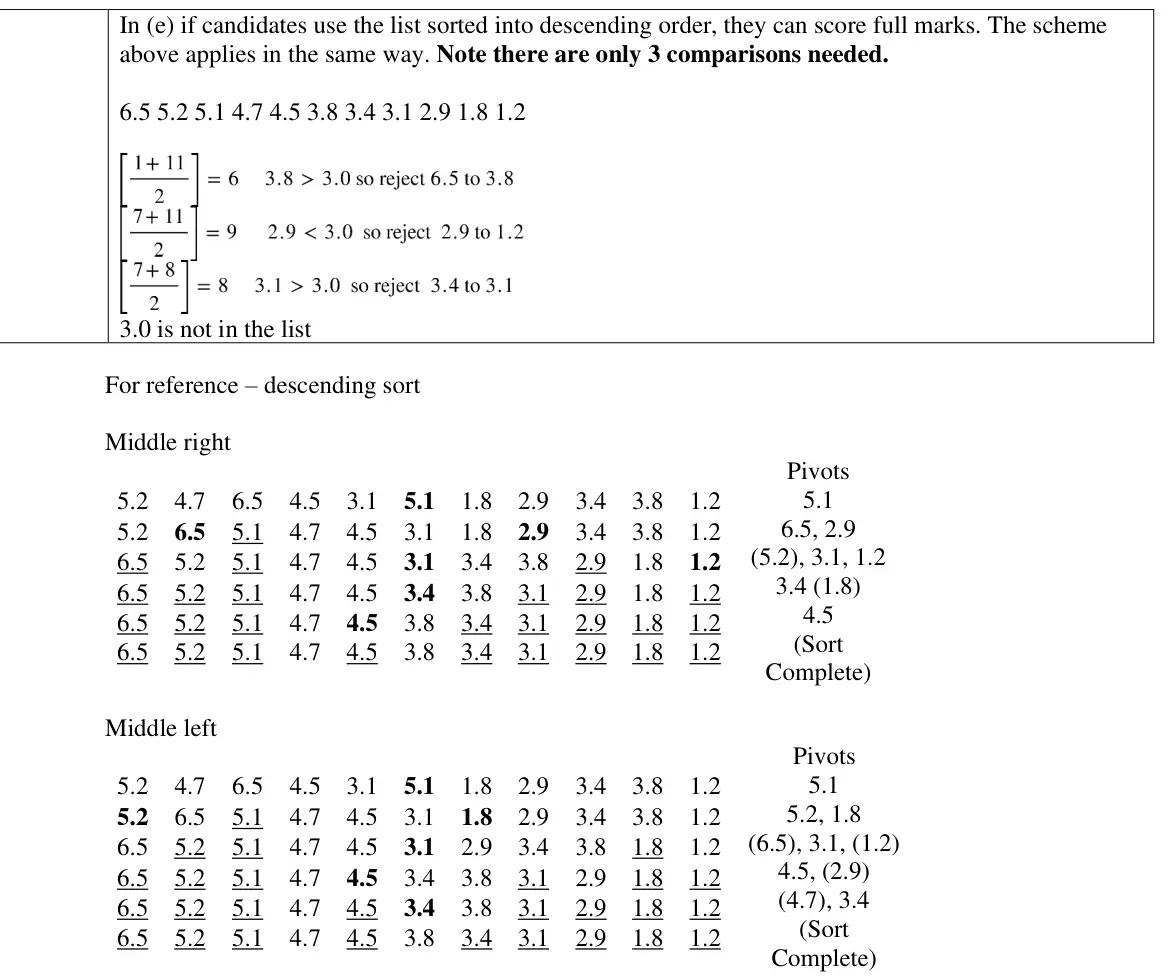 In (e) if candidates use the list sorted into descending order, they can score full marks. The scheme
above applies in the same way. Note there are only 3 comparisons needed.
6.5 5.2 5.1 4.7 4.5 3.8 3.4 3.1 2.9 1.8 1.2
[(1 + 11)/2] = 6 3.8 > 3.0 so reject 6.5 to 3.8
[(7 + 11)/2] = 9 2.9 < 3.0 so reject 2.9 to 1.2
[(7 + 8)/2] = 8 3.1 > 3.0 so reject 3.4 to 3.1
3.0 is not in the list
For reference – descending sort
Middle right
Pivots
5.2 4.7 6.5 4.5 3.1 5.1 1.8 2.9 3.4 3.8 1.2 5.1
5.2 6.5 5.1 4.7 4.5 3.1 1.8 2.9 3.4 3.8 1.2 6.5, 2.9
6.5 5.2 5.1 4.7 4.5 3.1 3.4 3.8 2.9 1.8 1.2 (5.2), 3.1, 1.2
6.5 5.2 5.1 4.7 4.5 3.4 3.8 3.1 2.9 1.8 1.2 3.4 (1.8)
6.5 5.2 5.1 4.7 4.5 3.8 3.4 3.1 2.9 1.8 1.2 4.5
6.5 5.2 5.1 4.7 4.5 3.8 3.4 3.1 2.9 1.8 1.2 (Sort
Complete)
Middle left
Pivots
5.2 4.7 6.5 4.5 3.1 5.1 1.8 2.9 3.4 3.8 1.2 5.1
5.2 6.5 5.1 4.7 4.5 3.1 1.8 2.9 3.4 3.8 1.2 5.2, 1.8
6.5 5.2 5.1 4.7 4.5 3.1 2.9 3.4 3.8 1.8 1.2 (6.5), 3.1, (1.2)
6.5 5.2 5.1 4.7 4.5 3.4 3.8 3.1 2.9 1.8 1.2 4.5, (2.9)
6.5 5.2 5.1 4.7 4.5 3.4 3.8 3.1 2.9 1.8 1.2 (4.7), 3.4
6.5 5.2 5.1 4.7 4.5 3.8 3.4 3.1 2.9 1.8 1.2 (Sort
Complete)